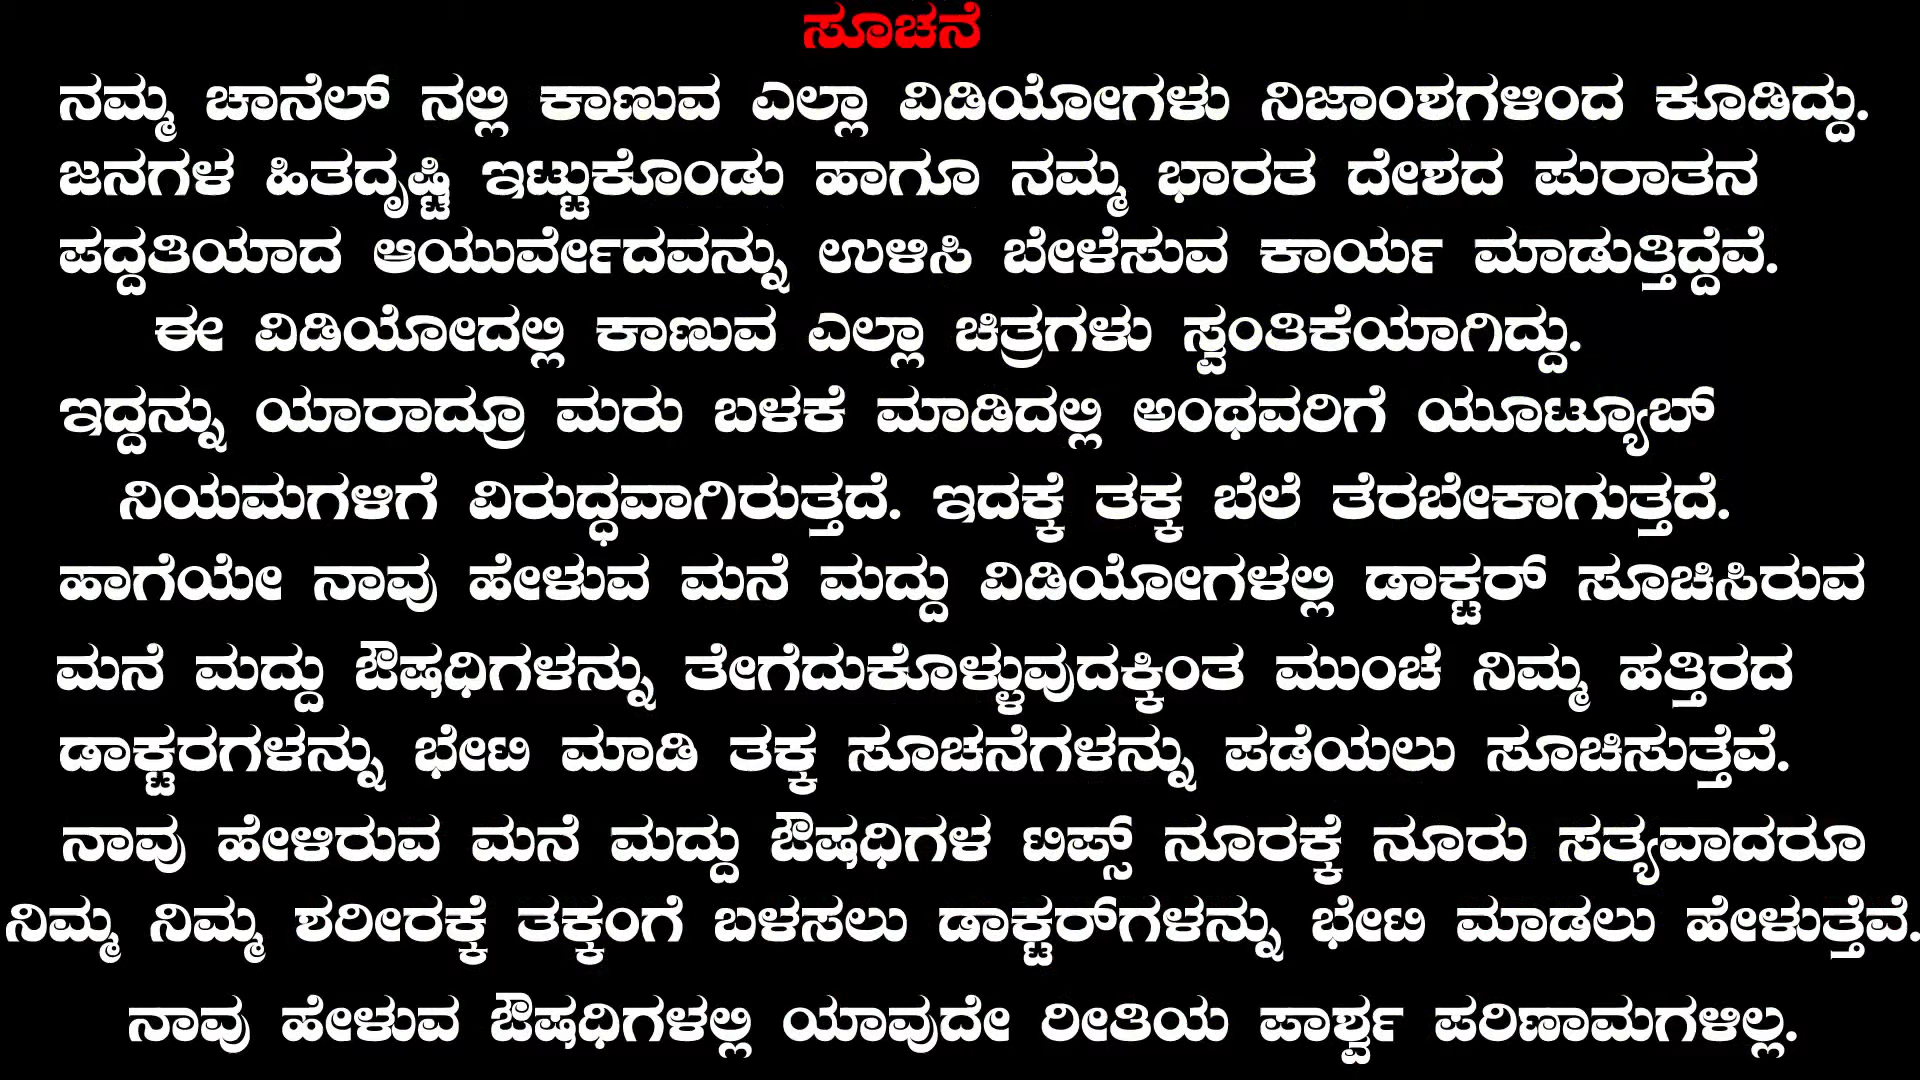 ಸೂಚನೆ
ನಮ್ಮ ಚಾನೆಲ್ ನಲ್ಲಿ ಕಾಣುವ ಎಲ್ಲಾ ವಿಡಿಯೋಗಳು ನಿಜಾಂಶಗಳಿಂದ ಕೂಡಿದ್ದು.
ಜನಗಳ ಹಿತದೃಷ್ಟಿ ಇಟ್ಟುಕೊಂಡು ಹಾಗೂ ನಮ್ಮ ಭಾರತ ದೇಶದ ಪುರಾತನ
ಪದ್ದತಿಯಾದ ಆಯುರ್ವೇದವನ್ನು ಉಳಿಸಿ ಬೇಳೆಸುವ ಕಾರ್ಯ ಮಾಡುತ್ತಿದ್ದೆವೆ.
ಈ ವಿಡಿಯೋದಲ್ಲಿ ಕಾಣುವ ಎಲ್ಲಾ ಚಿತ್ರಗಳು ಸ್ವಂತಿಕೆಯಾಗಿದ್ದು.
ಇದ್ದನ್ನು ಯಾರಾದ್ರೂ ಮರು ಬಳಕೆ ಮಾಡಿದಲ್ಲಿ ಅಂಥವರಿಗೆ ಯೂಟ್ಯೂಬ್
ನಿಯಮಗಳಿಗೆ ವಿರುದ್ಧವಾಗಿರುತ್ತದೆ. ಇದಕ್ಕೆ ತಕ್ಕ ಬೆಲೆ ತೆರಬೇಕಾಗುತ್ತದೆ.
ಹಾಗೆಯೇ ನಾವು ಹೇಳುವ ಮನೆ ಮದ್ದು ವಿಡಿಯೋಗಳಲ್ಲಿ ಡಾಕ್ಟರ್ ಸೂಚಿಸಿರುವ
ಮನೆ ಮದ್ದು ಔಷಧಿಗಳನ್ನು ತೇಗೆದುಕೊಳ್ಳುವುದಕ್ಕಿಂತ ಮುಂಚೆ ನಿಮ್ಮ ಹತ್ತಿರದ
ಡಾಕ್ಟರಗಳನ್ನು ಭೇಟಿ ಮಾಡಿ ತಕ್ಕ ಸೂಚನೆಗಳನ್ನು ಪಡೆಯಲು ಸೂಚಿಸುತ್ತೆವೆ.
ನಾವು ಹೇಳಿರುವ ಮನೆ ಮದ್ದು ಔಷಧಿಗಳ ಟಿಪ್ಸ್ ನೂರಕ್ಕೆ ನೂರು ಸತ್ಯವಾದರೂ
ನಿಮ್ಮ ನಿಮ್ಮ ಶರೀರಕ್ಕೆ ತಕ್ಕಂಗೆ ಬಳಸಲು ಡಾಕ್ಟರ್‌ಗಳನ್ನು ಭೇಟಿ ಮಾಡಲು ಹೇಳುತ್ತೆವೆ.
ನಾವು ಹೇಳುವ ಔಷಧಿಗಳಲ್ಲಿ ಯಾವುದೇ ರೀತಿಯ ಪಾರ್ಶ್ವ ಪರಿಣಾಮಗಳಿಲ್ಲ.